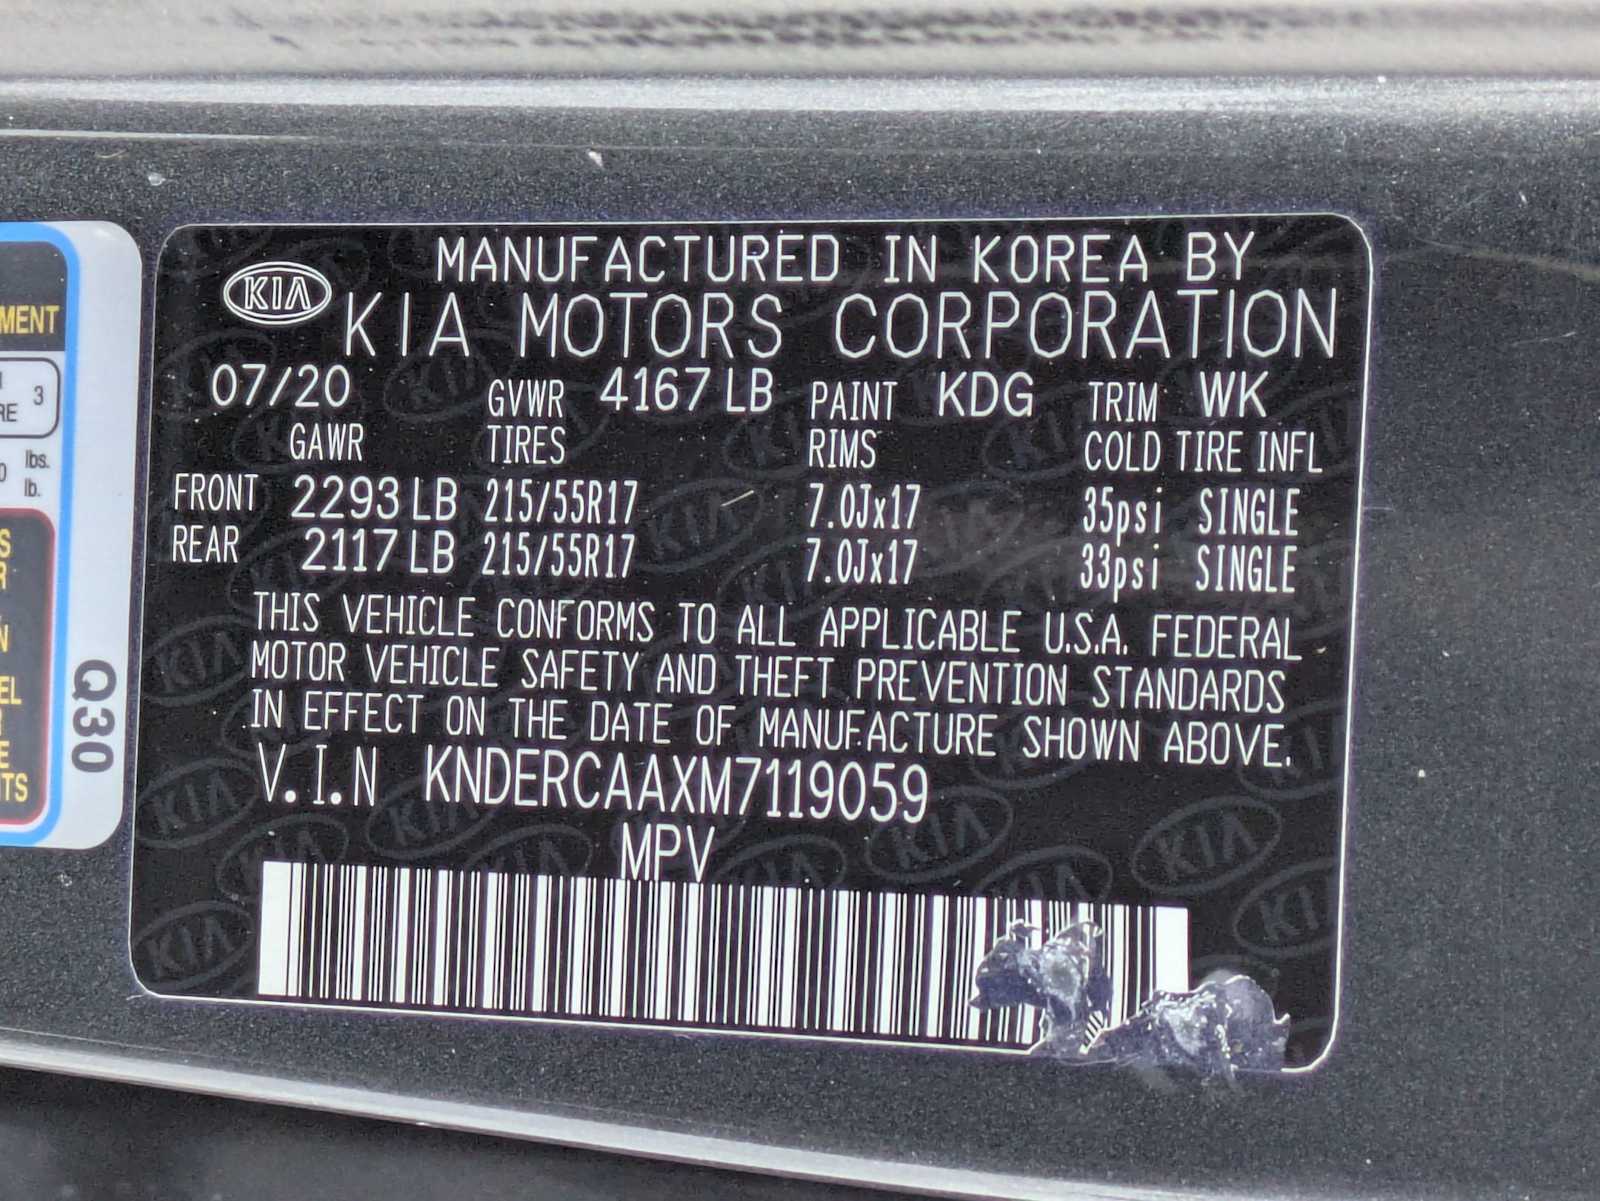 MANUFACTURED IN KOREA BY
KIA KIA MOTORS CORPORATION
07/20 GVWR 4167 LB PAINT KDG TRIM WK
GAWR TIRES RIMS COLD TIRE INFL
FRONT 2293 LB 215/55R17 7.0Jx17 35psi SINGLE
REAR 2117 LB 215/55R17 7.0Jx17 33psi SINGLE
THIS VEHICLE CONFORMS TO ALL APPLICABLE U.S.A. FEDERAL
MOTOR VEHICLE SAFETY AND THEFT PREVENTION STANDARDS
IN EFFECT ON THE DATE OF MANUFACTURE SHOWN ABOVE.
V.I.N KNDERCAAXM7119059
MPV
Q30
3
lbs.
lb.